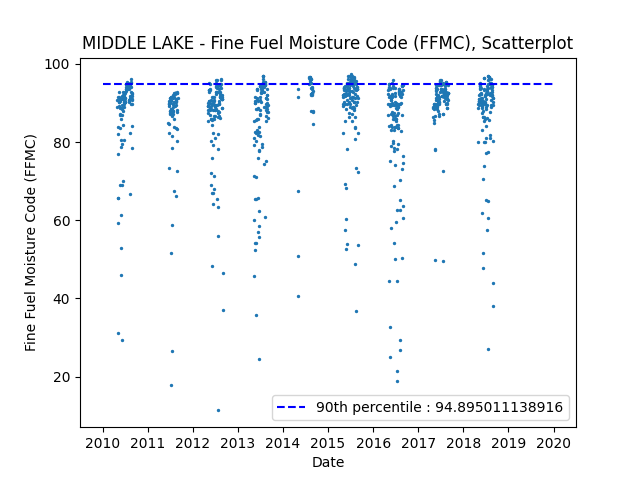 MIDDLE LAKE - Fine Fuel Moisture Code (FFMC), Scatterplot
Fine Fuel Moisture Code (FFMC)
100
80
60
40
20
90th percentile : 94.895011138916
2010 2011 2012 2013 2014 2015 2016 2017 2018 2019 2020
Date